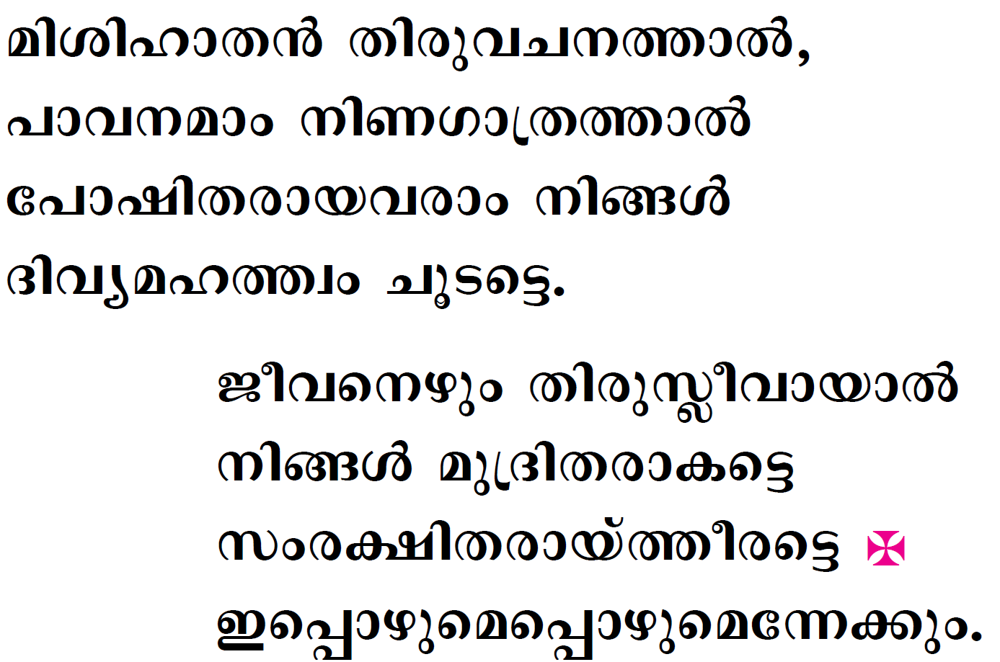 മിശിഹാതൻ തിരുവചനത്താൽ,
പാവനമാം നിണഗാത്രത്താൽ
പോഷിതരായവരാം നിങ്ങൾ
ദിവ്യമഹത്ത്വം ചൂടട്ടെ.
ജീവനെഴും തിരുസ്ലീവായാൽ
നിങ്ങൾ മുദ്രിതരാകട്ടെ
സംരക്ഷിതരായ്ത്തീരട്ടെ ✠
ഇപ്പൊഴുമെപ്പൊഴുമെന്നേക്കും.